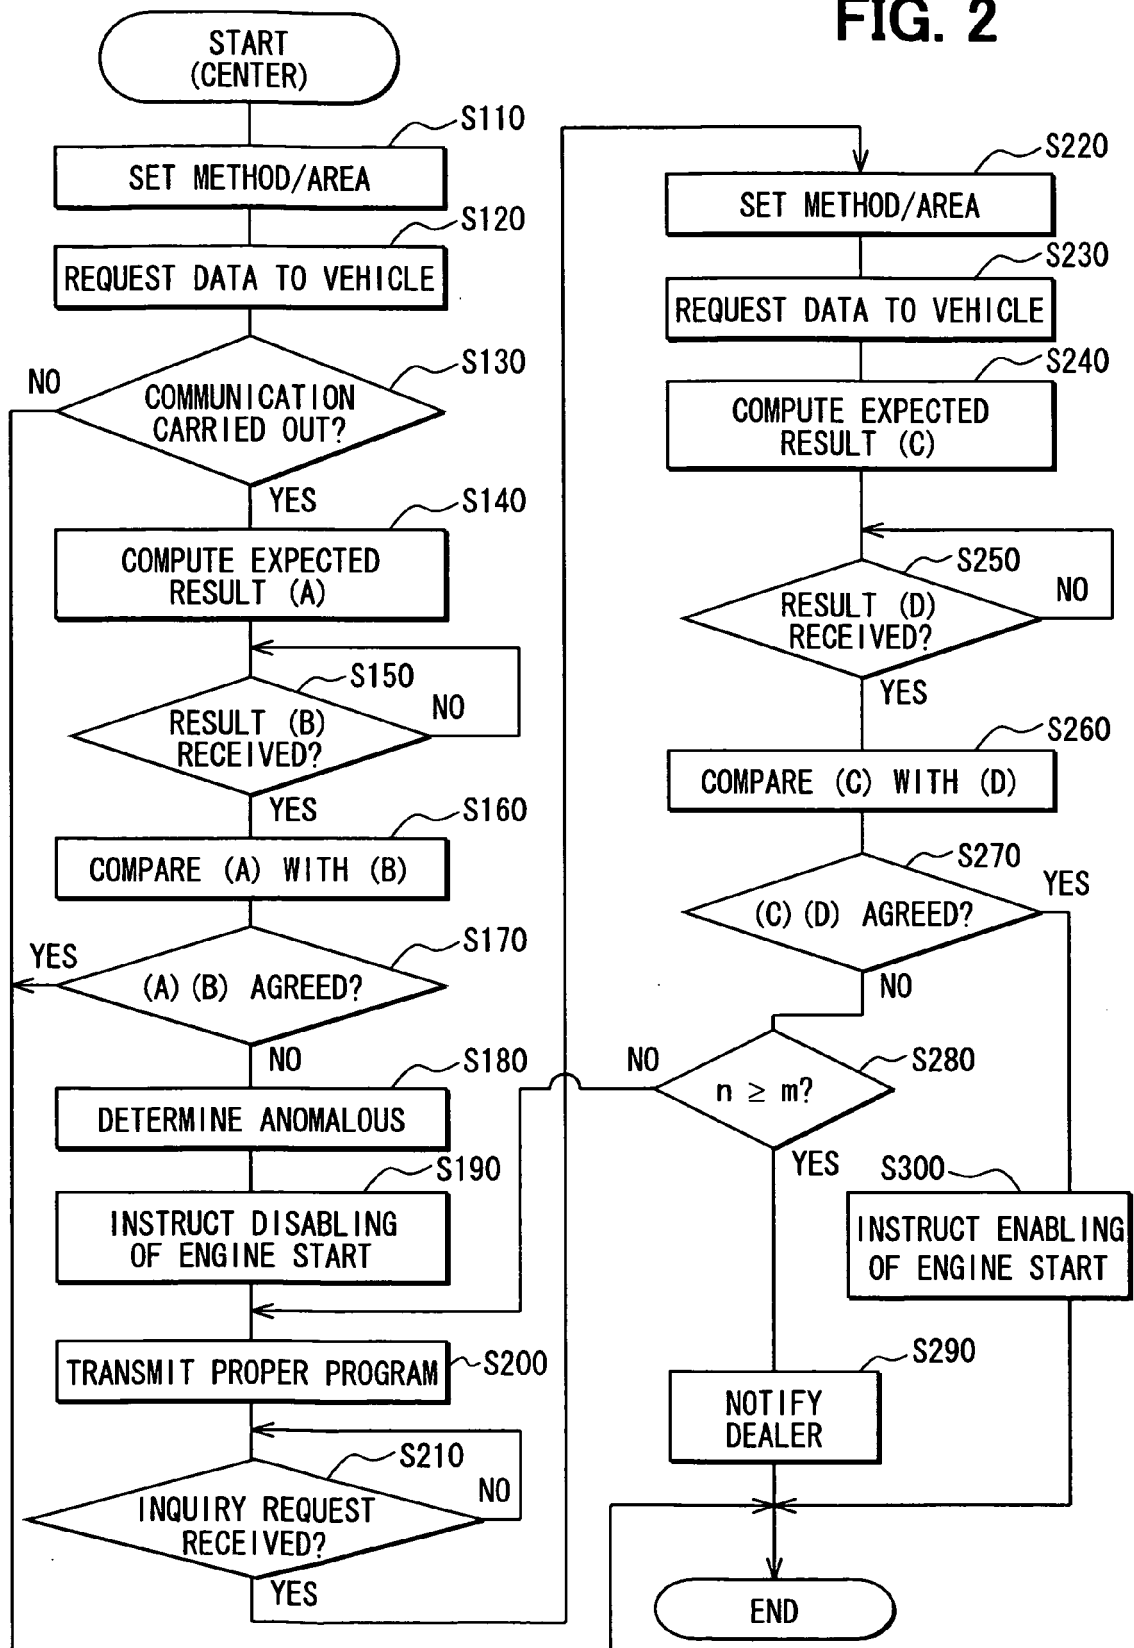 FIG. 2
START
(CENTER)
S110
SET METHOD/AREA
S120
REQUEST DATA TO VEHICLE
S130
NO
COMMUNICATION
CARRIED OUT?
YES
S140
COMPUTE EXPECTED
RESULT (A)
S150
RESULT (B)
RECEIVED?
NO
YES
S160
COMPARE (A) WITH (B)
S170
YES
(A) (B) AGREED?
NO
S180
DETERMINE ANOMALOUS
S190
INSTRUCT DISABLING
OF ENGINE START
TRANSMIT PROPER PROGRAM
S200
S210
INQUIRY REQUEST
RECEIVED?
NO
YES
S220
SET METHOD/AREA
S230
REQUEST DATA TO VEHICLE
S240
COMPUTE EXPECTED
RESULT (C)
S250
RESULT (D)
RECEIVED?
NO
YES
S260
COMPARE (C) WITH (D)
S270
YES
(C) (D) AGREED?
NO
NO
S280
n ≥ m?
YES
S300
INSTRUCT ENABLING
OF ENGINE START
S290
NOTIFY
DEALER
END